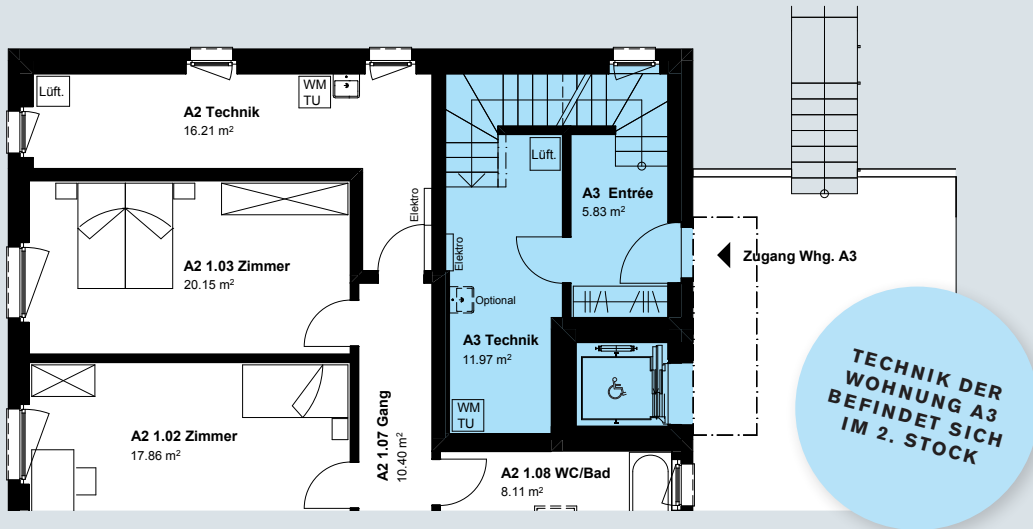 Lüft.
WM
TU
A2 Technik
16.21 m²
Elektro
A2 1.03 Zimmer
20.15 m²
A2 1.02 Zimmer
17.86 m²
A2 1.07 Gang
10.40 m²
Lüft.
A3 Entrée
5.83 m²
Elektro
Optional
A3 Technik
11.97 m²
WM
TU
A2 1.08 WC/Bad
8.11 m²
Zugang Whg. A3
TECHNIK DER
WOHNUNG A3
BEFINDET SICH
IM 2. STOCK